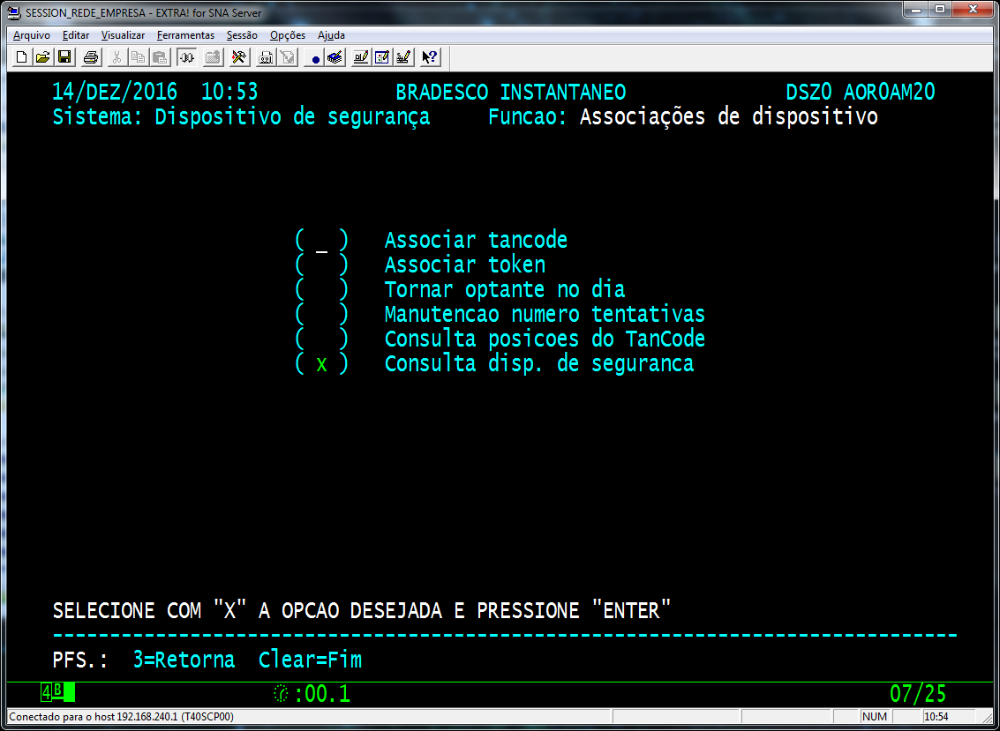 SESSION_REDE_EMPRESA - EXTRA! for SNA Server
Arquivo Editar Visualizar Ferramentas Sessão Opções Ajuda
14/DEZ/2016 10:53 BRADESCO INSTANTANEO DSZ0 AOR0AM20
Sistema: Dispositivo de segurança Funcao: Associações de dispositivo
( _ ) Associar tancode
( ) Associar token
( ) Tornar optante no dia
( ) Manutencao numero tentativas
( ) Consulta posicoes do TanCode
( x ) Consulta disp. de seguranca
SELECIONE COM "X" A OPCAO DESEJADA E PRESSIONE "ENTER"
-------------------------------------------------------------------------------
PFS.: 3=Retorna Clear=Fim
4B :00.1 07/25
Conectado para o host 192.168.240.1 (T40SCP00) NUM 10:54